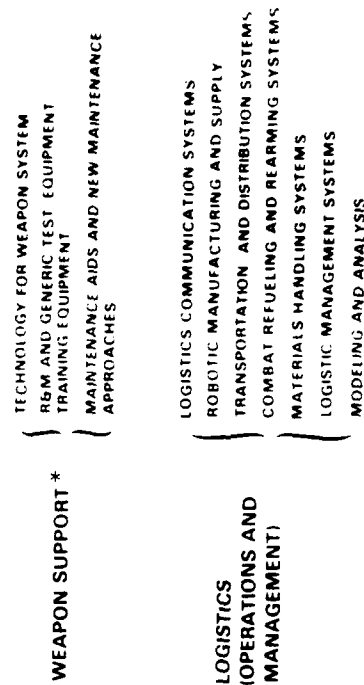 WEAPON SUPPORT *
TECHNOLOGY FOR WEAPON SYSTEM
R&M AND GENERIC TEST EQUIPMENT
TRAINING EQUIPMENT
MAINTENANCE AIDS AND NEW MAINTENANCE
APPROACHES
LOGISTICS
(OPERATIONS AND
MANAGEMENT)
LOGISTICS COMMUNICATION SYSTEMS
ROBOTIC MANUFACTURING AND SUPPLY
TRANSPORTATION AND DISTRIBUTION SYSTEMS
COMBAT REFUELING AND REARMING SYSTEMS
MATERIALS HANDLING SYSTEMS
LOGISTIC MANAGEMENT SYSTEMS
MODELING AND ANALYSIS